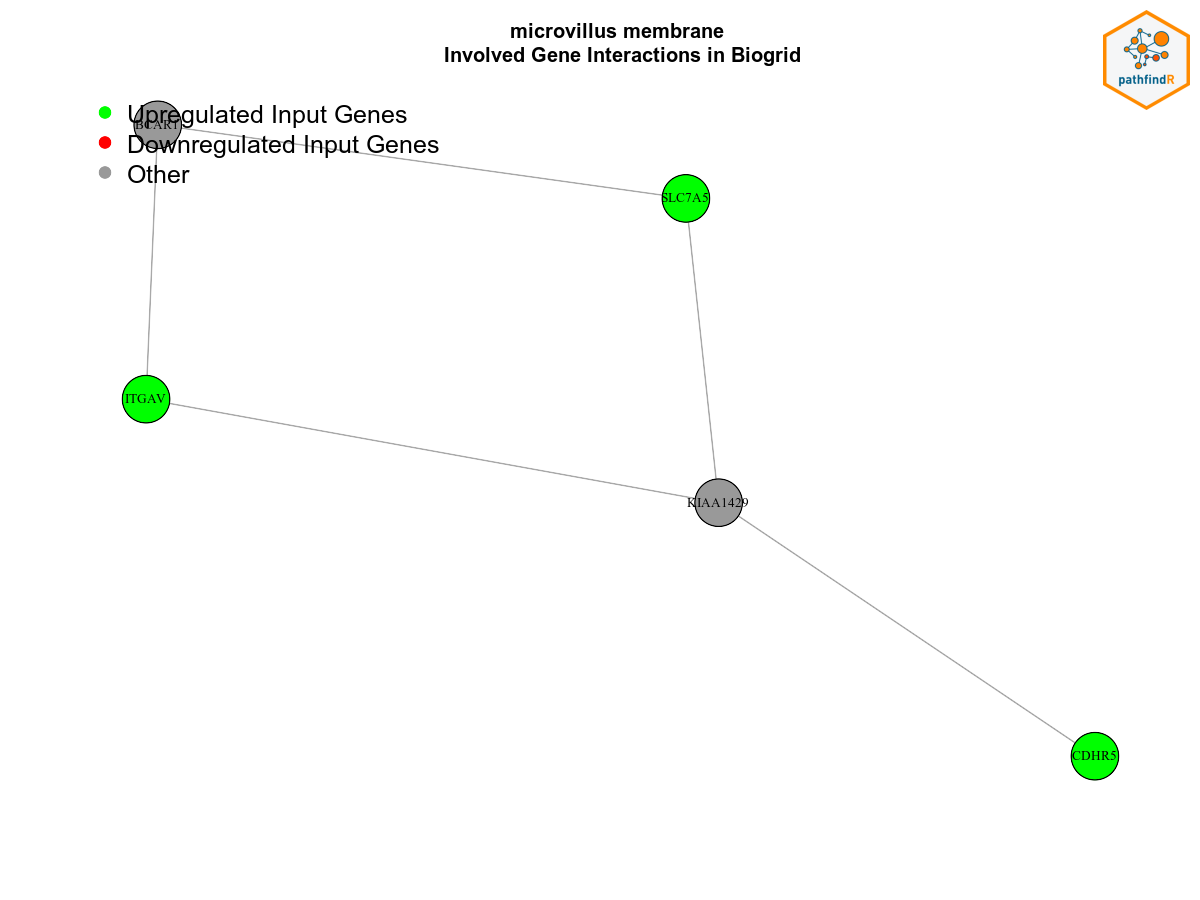 microvillus membrane
Involved Gene Interactions in Biogrid
pathfindR
Upregulated Input Genes
BCAR1
Downregulated Input Genes
Other
SLC7A5
ITGAV
KIAA1429
CDHR5